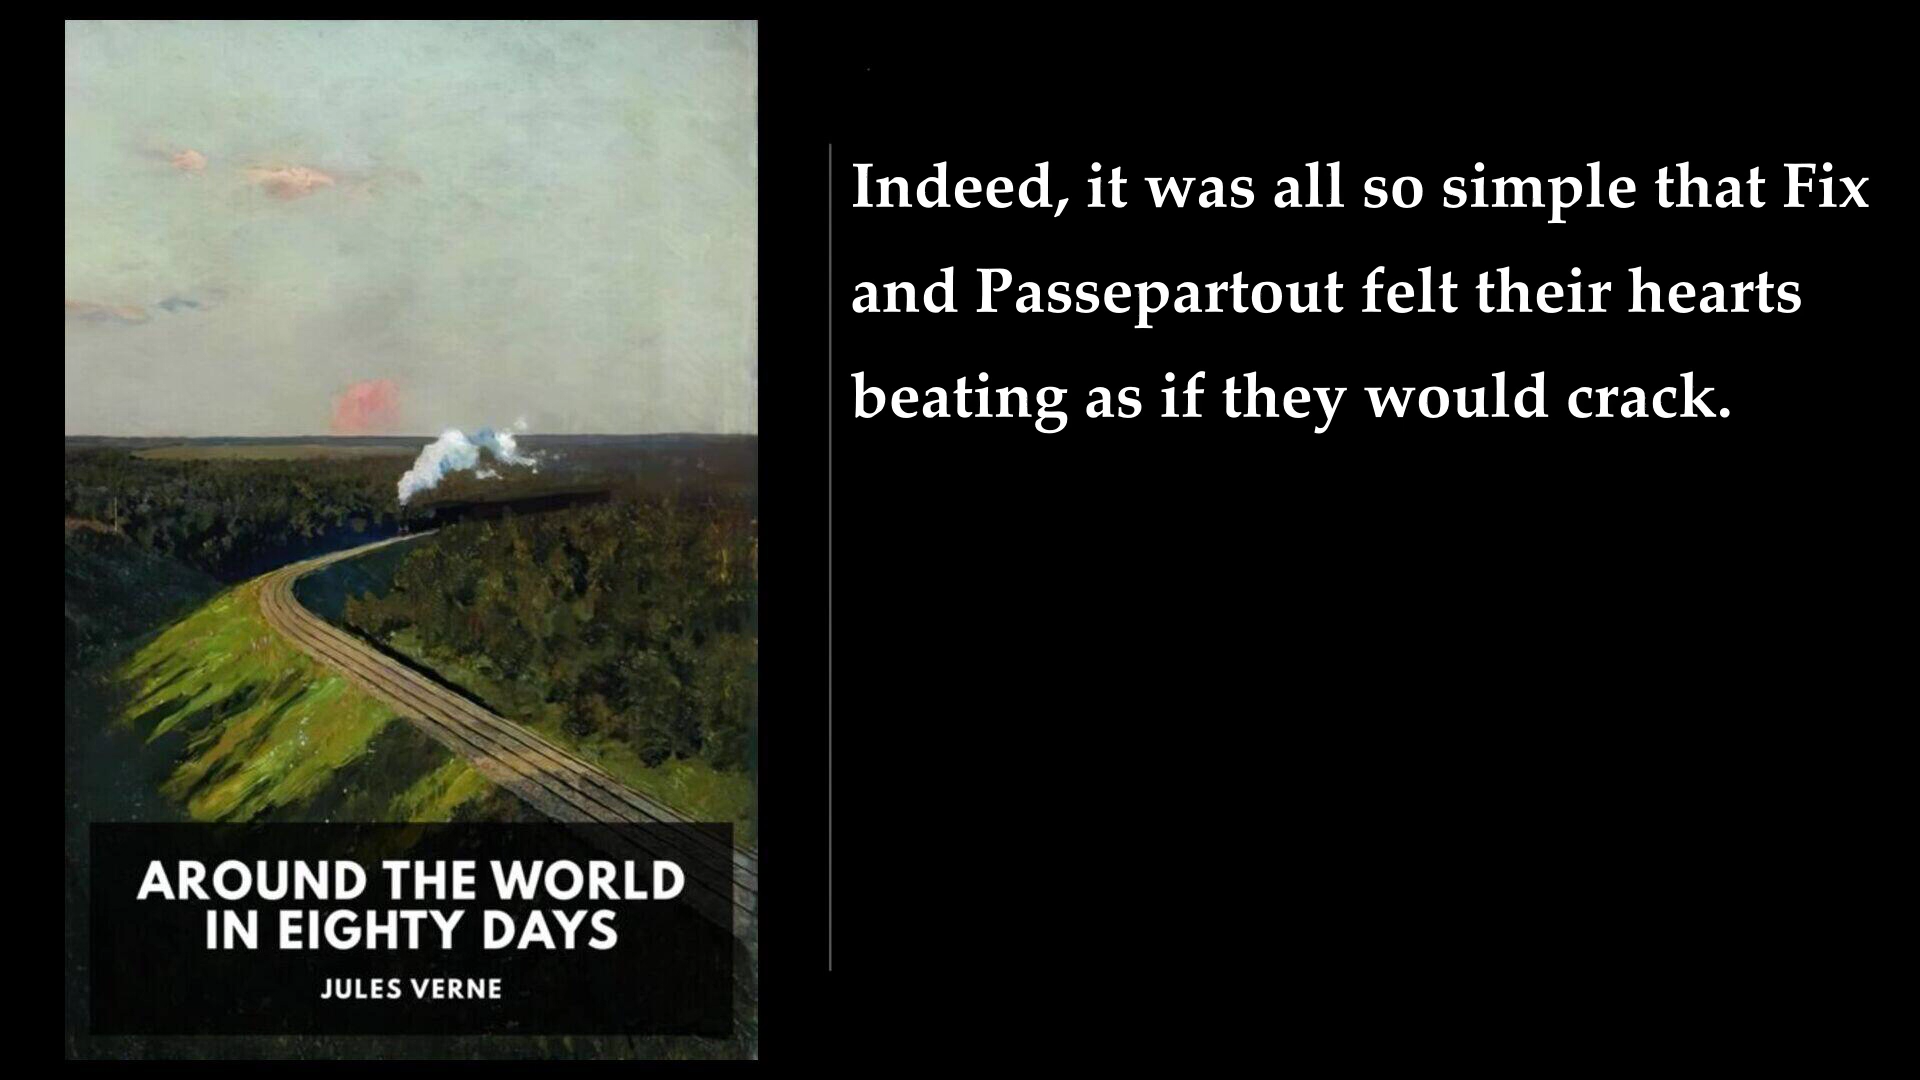 Indeed, it was all so simple that Fix
and Passepartout felt their hearts
beating as if they would crack.
AROUND THE WORLD
IN EIGHTY DAYS
JULES VERNE